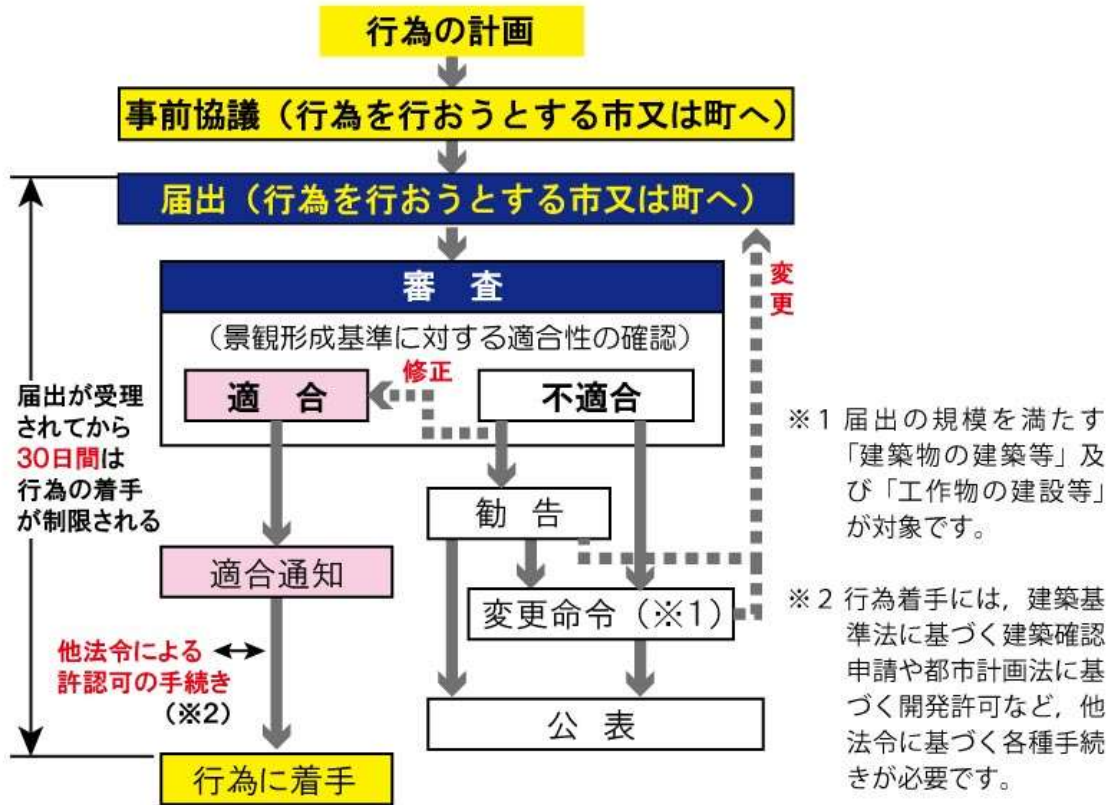 行為の計画
事前協議（行為を行おうとする市又は町へ）
届出（行為を行おうとする市又は町へ）
審 査
（景観形成基準に対する適合性の確認）
適 合
修正
不適合
変
更
届出が受理
されてから
30日間は
行為の着手
が制限される
勧 告
適合通知
変更命令（※1）
他法令による
許認可の手続き
（※2）
公 表
行為に着手
※1 届出の規模を満たす
「建築物の建築等」及
び「工作物の建設等」
が対象です。
※2 行為着手には，建築基
準法に基づく建築確認
申請や都市計画法に基
づく開発許可など，他
法令に基づく各種手続
きが必要です。